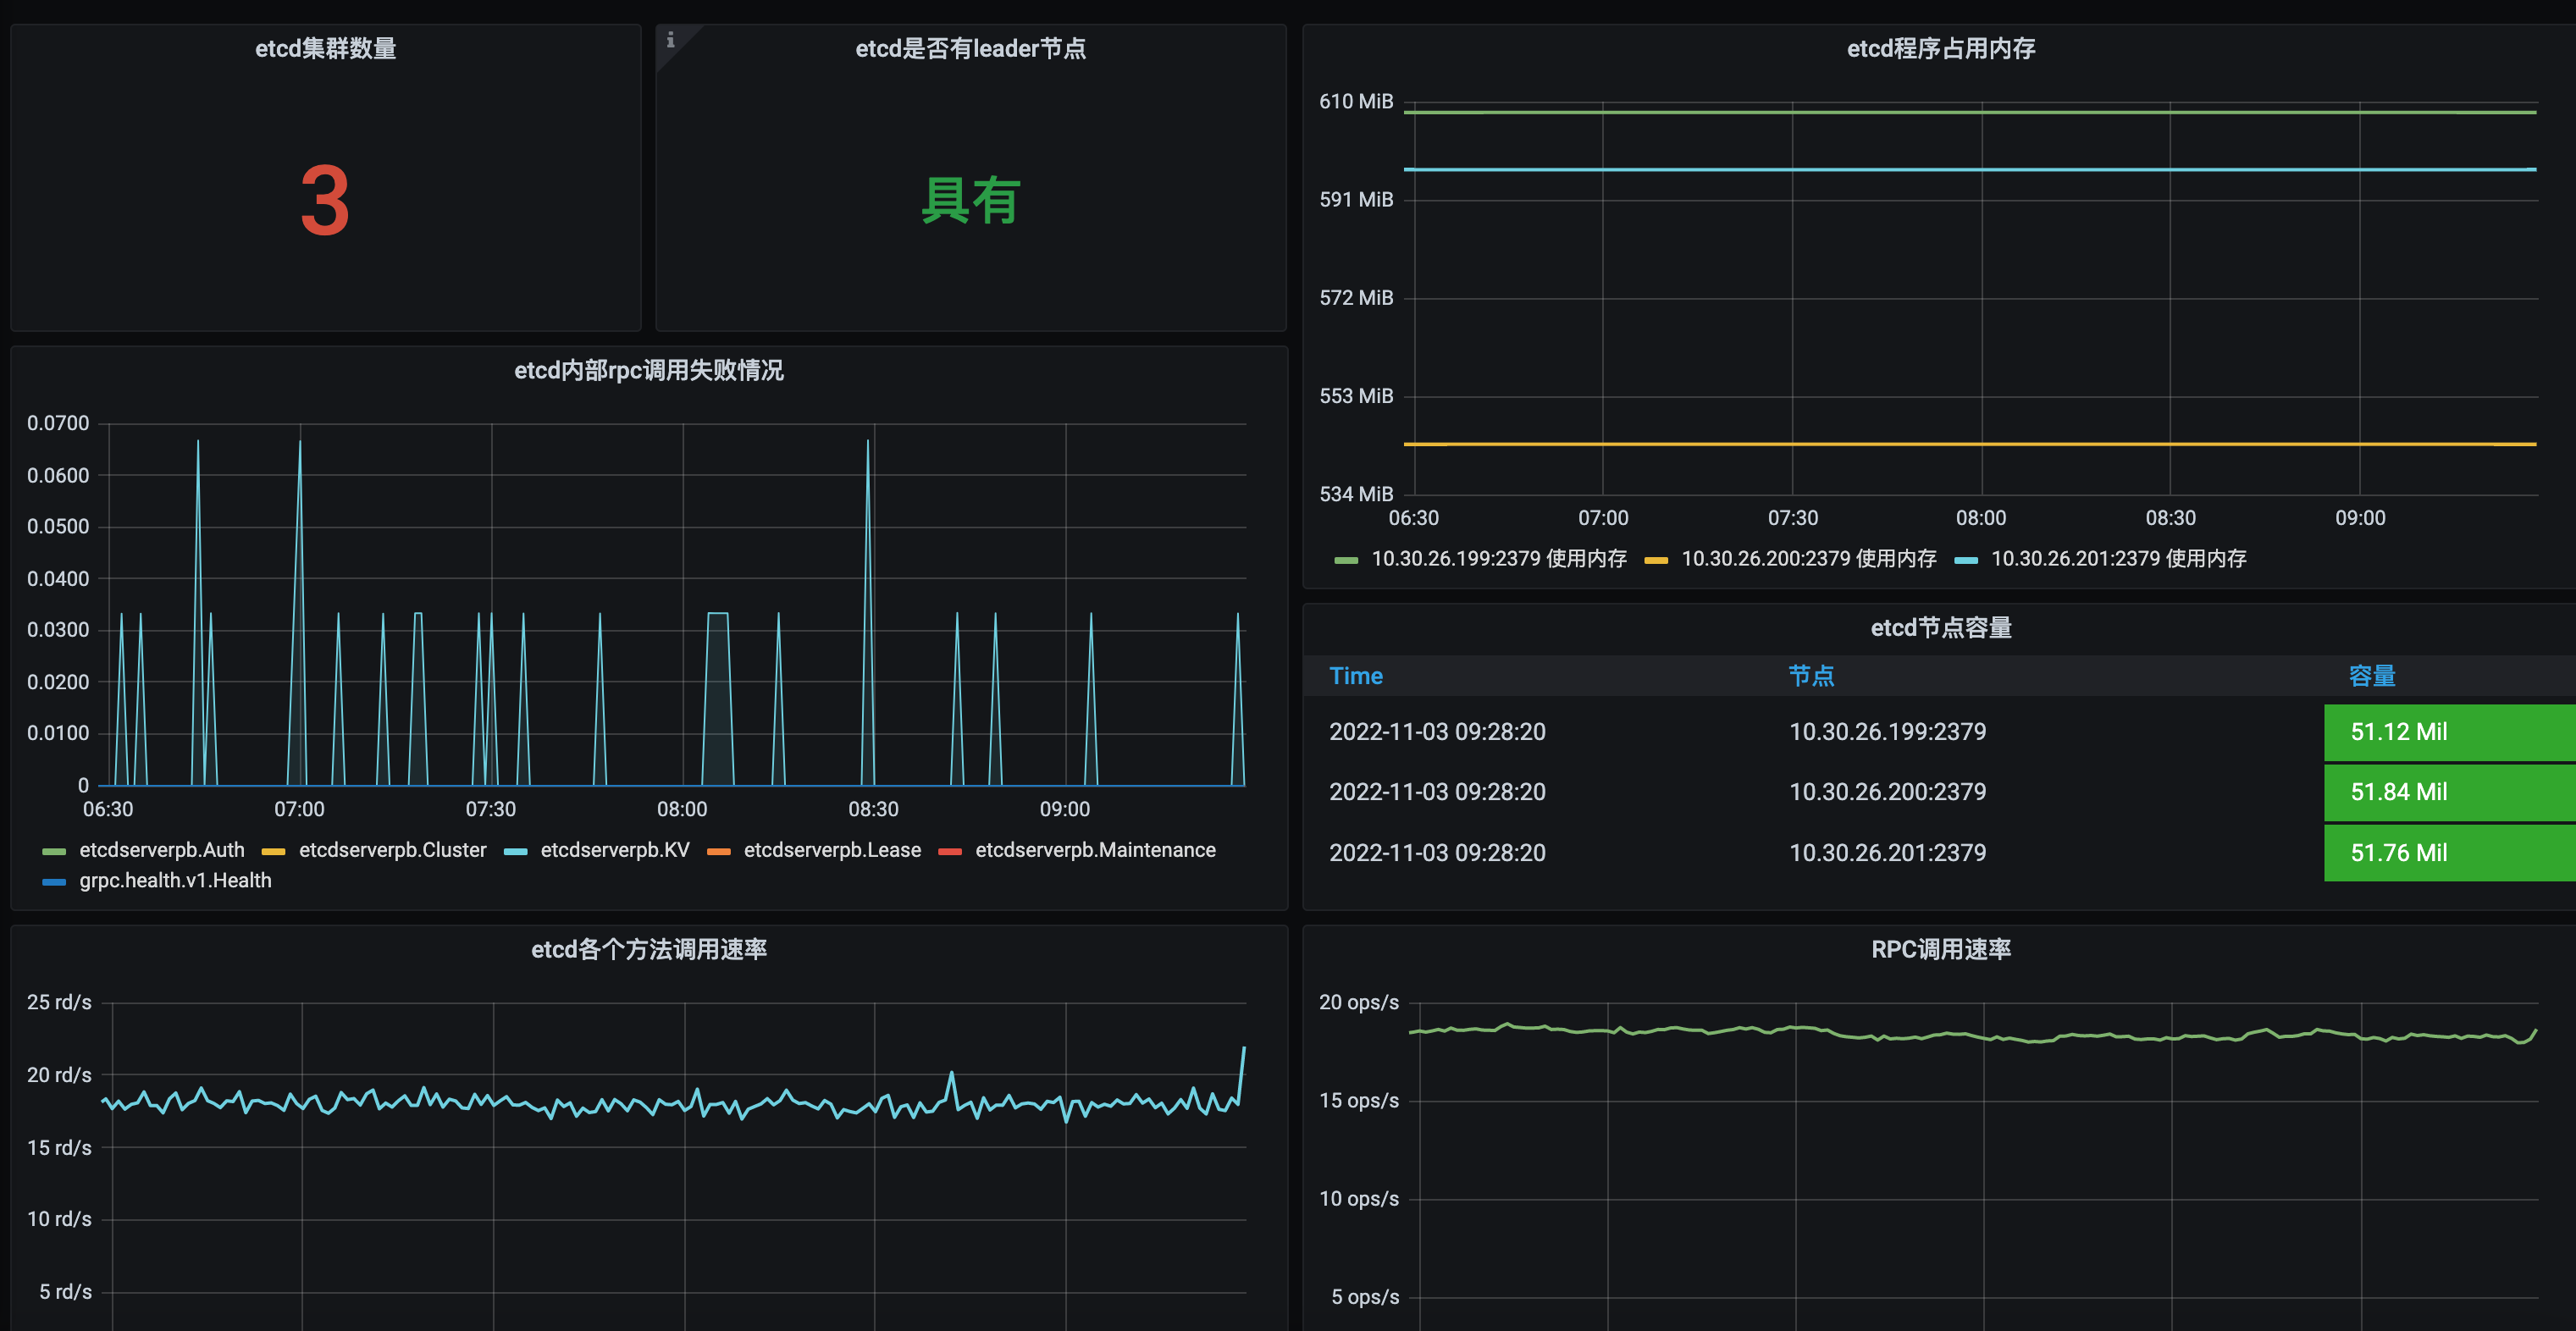 etcd集群数量
3
etcd是否有leader节点
具有
etcd程序占用内存
610 MiB
591 MiB
572 MiB
553 MiB
534 MiB
06:30 07:00 07:30 08:00 08:30 09:00
10.30.26.199:2379 使用内存 10.30.26.200:2379 使用内存 10.30.26.201:2379 使用内存
etcd内部rpc调用失败情况
0.0700
0.0600
0.0500
0.0400
0.0300
0.0200
0.0100
0
06:30 07:00 07:30 08:00 08:30 09:00
etcdserverpb.Auth etcdserverpb.Cluster etcdserverpb.KV etcdserverpb.Lease etcdserverpb.Maintenance
grpc.health.v1.Health
etcd节点容量
Time 节点 容量
2022-11-03 09:28:20 10.30.26.199:2379 51.12 Mil
2022-11-03 09:28:20 10.30.26.200:2379 51.84 Mil
2022-11-03 09:28:20 10.30.26.201:2379 51.76 Mil
etcd各个方法调用速率
25 rd/s
20 rd/s
15 rd/s
10 rd/s
5 rd/s
RPC调用速率
20 ops/s
15 ops/s
10 ops/s
5 ops/s